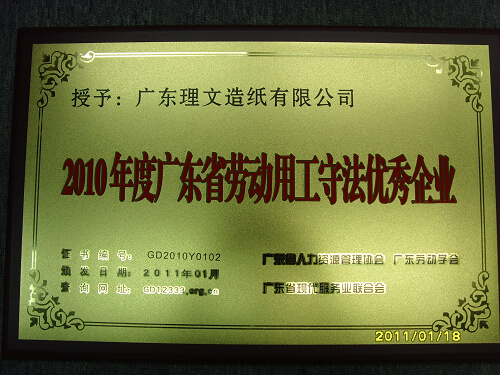 授予：广东理文造纸有限公司
2010年度广东省劳动用工守法优秀企业
证书编号：GD2010Y0102
颁发日期：2011年01月
查询网址：GD12333.org.cn
广东省人力资源管理协会 广东劳动学会
广东省现代服务业联合会
2011/01/18